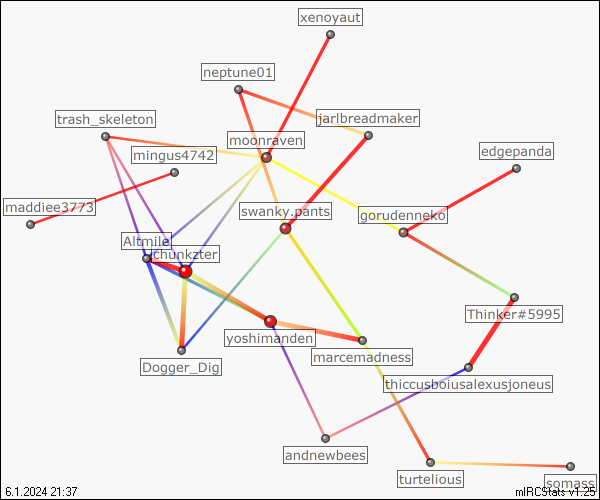 xenoyaut
neptune01
trash_skeleton
jarlbreadmaker
moonraven
mingus4742
edgepanda
maddiee3773
swanky.pants
gorudenneko
Altmile
chunkzter
Thinker#5995
yoshimanden
marcemadness
Dogger_Dig
thiccusboiusalexusjoneus
andnewbees
turtelious
somass
6.1.2024 21:37
mIRCStats v1.25